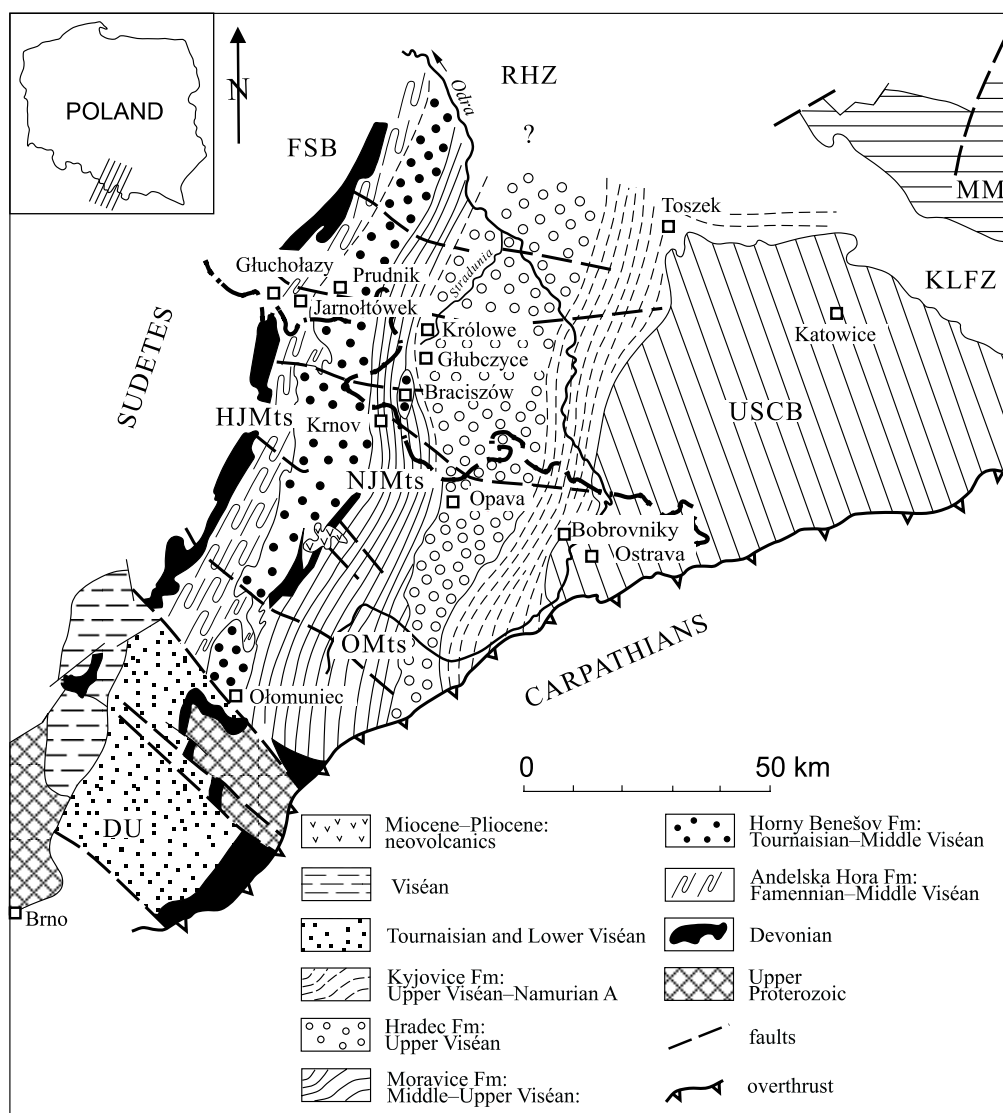 POLAND
N
RHZ
Odra
FSB
?
MM
Toszek
Stradunia
Głuchołazy
Prudnik
Jarnołtówek
KLFZ
Królowe
Katowice
Głubczyce
SUDETES
Braciszów
USCB
HJMts
Krnov
NJMts
Opava
Bobrovniky
Ostrava
OMts
CARPATHIANS
Ołomuniec
DU
Brno
0
50 km
Miocene–Pliocene:
neovolcanics
Viséan
Tournaisian and Lower Viséan
Kyjovice Fm:
Upper Viséan–Namurian A
Hradec Fm:
Upper Viséan
Moravice Fm:
Middle–Upper Viséan:
Horny Benešov Fm:
Tournaisian–Middle Viséan
Andelska Hora Fm:
Famennian–Middle Viséan
Devonian
Upper
Proterozoic
faults
overthrust